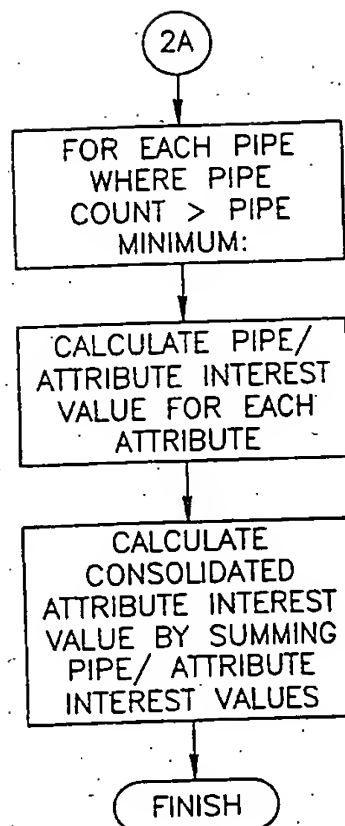 2A
FOR EACH PIPE
WHERE PIPE
COUNT > PIPE
MINIMUM:
CALCULATE PIPE/
ATTRIBUTE INTEREST
VALUE FOR EACH
ATTRIBUTE
CALCULATE
CONSOLIDATED
ATTRIBUTE INTEREST
VALUE BY SUMMING
PIPE/ ATTRIBUTE
INTEREST VALUES
FINISH